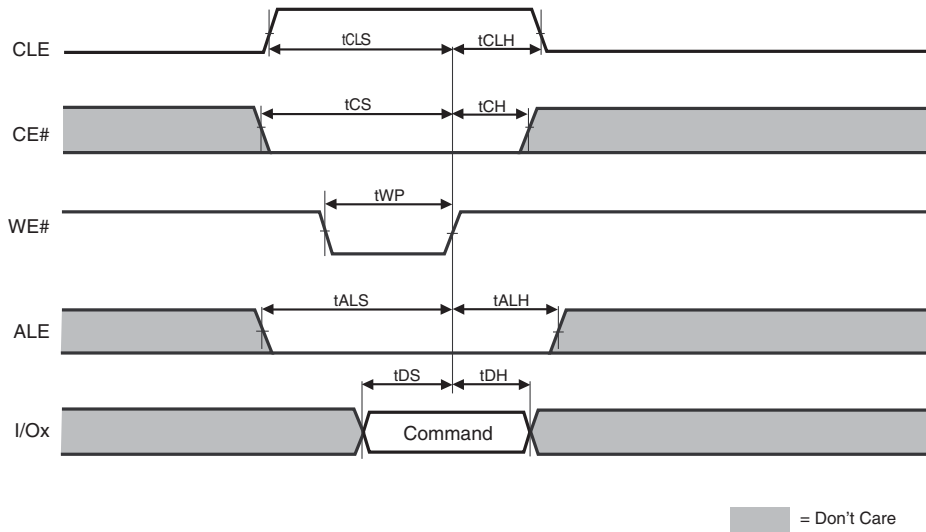 CLE
tCLS
tCLH
CE#
tCS
tCH
WE#
tWP
ALE
tALS
tALH
I/Ox
tDS
tDH
Command
= Don't Care